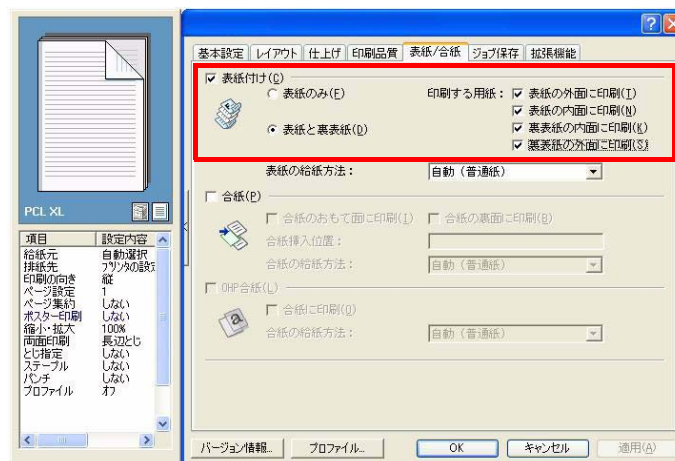 基本設定 レイアウト 仕上げ 印刷品質 表紙/合紙 ジョブ保存 拡張機能
表紙付け(C)
表紙のみ(F)
表紙と裏表紙(D)
印刷する用紙：
表紙の外面に印刷(T)
表紙の内面に印刷(N)
裏表紙の内面に印刷(K)
裏表紙の外面に印刷(S)
表紙の給紙方法： 自動（普通紙）
合紙(P)
合紙のおもて面に印刷(I) 合紙の裏面に印刷(B)
合紙挿入位置：
合紙の給紙方法： 自動（普通紙）
OHP合紙(L)
合紙に印刷(O)
合紙の給紙方法： 自動（普通紙）
PCL XL
項目 設定内容
給紙元 自動選択
排紙先 プリンタの設定
印刷の向き 縦
ページ設定 1
ページ集約 しない
ポスター印刷 しない
縮小・拡大 100%
両面印刷 長辺とじ
とじ指定 しない
ステープル しない
パンチ しない
プロファイル オフ
バージョン情報... プロファイル... OK キャンセル 適用(A)